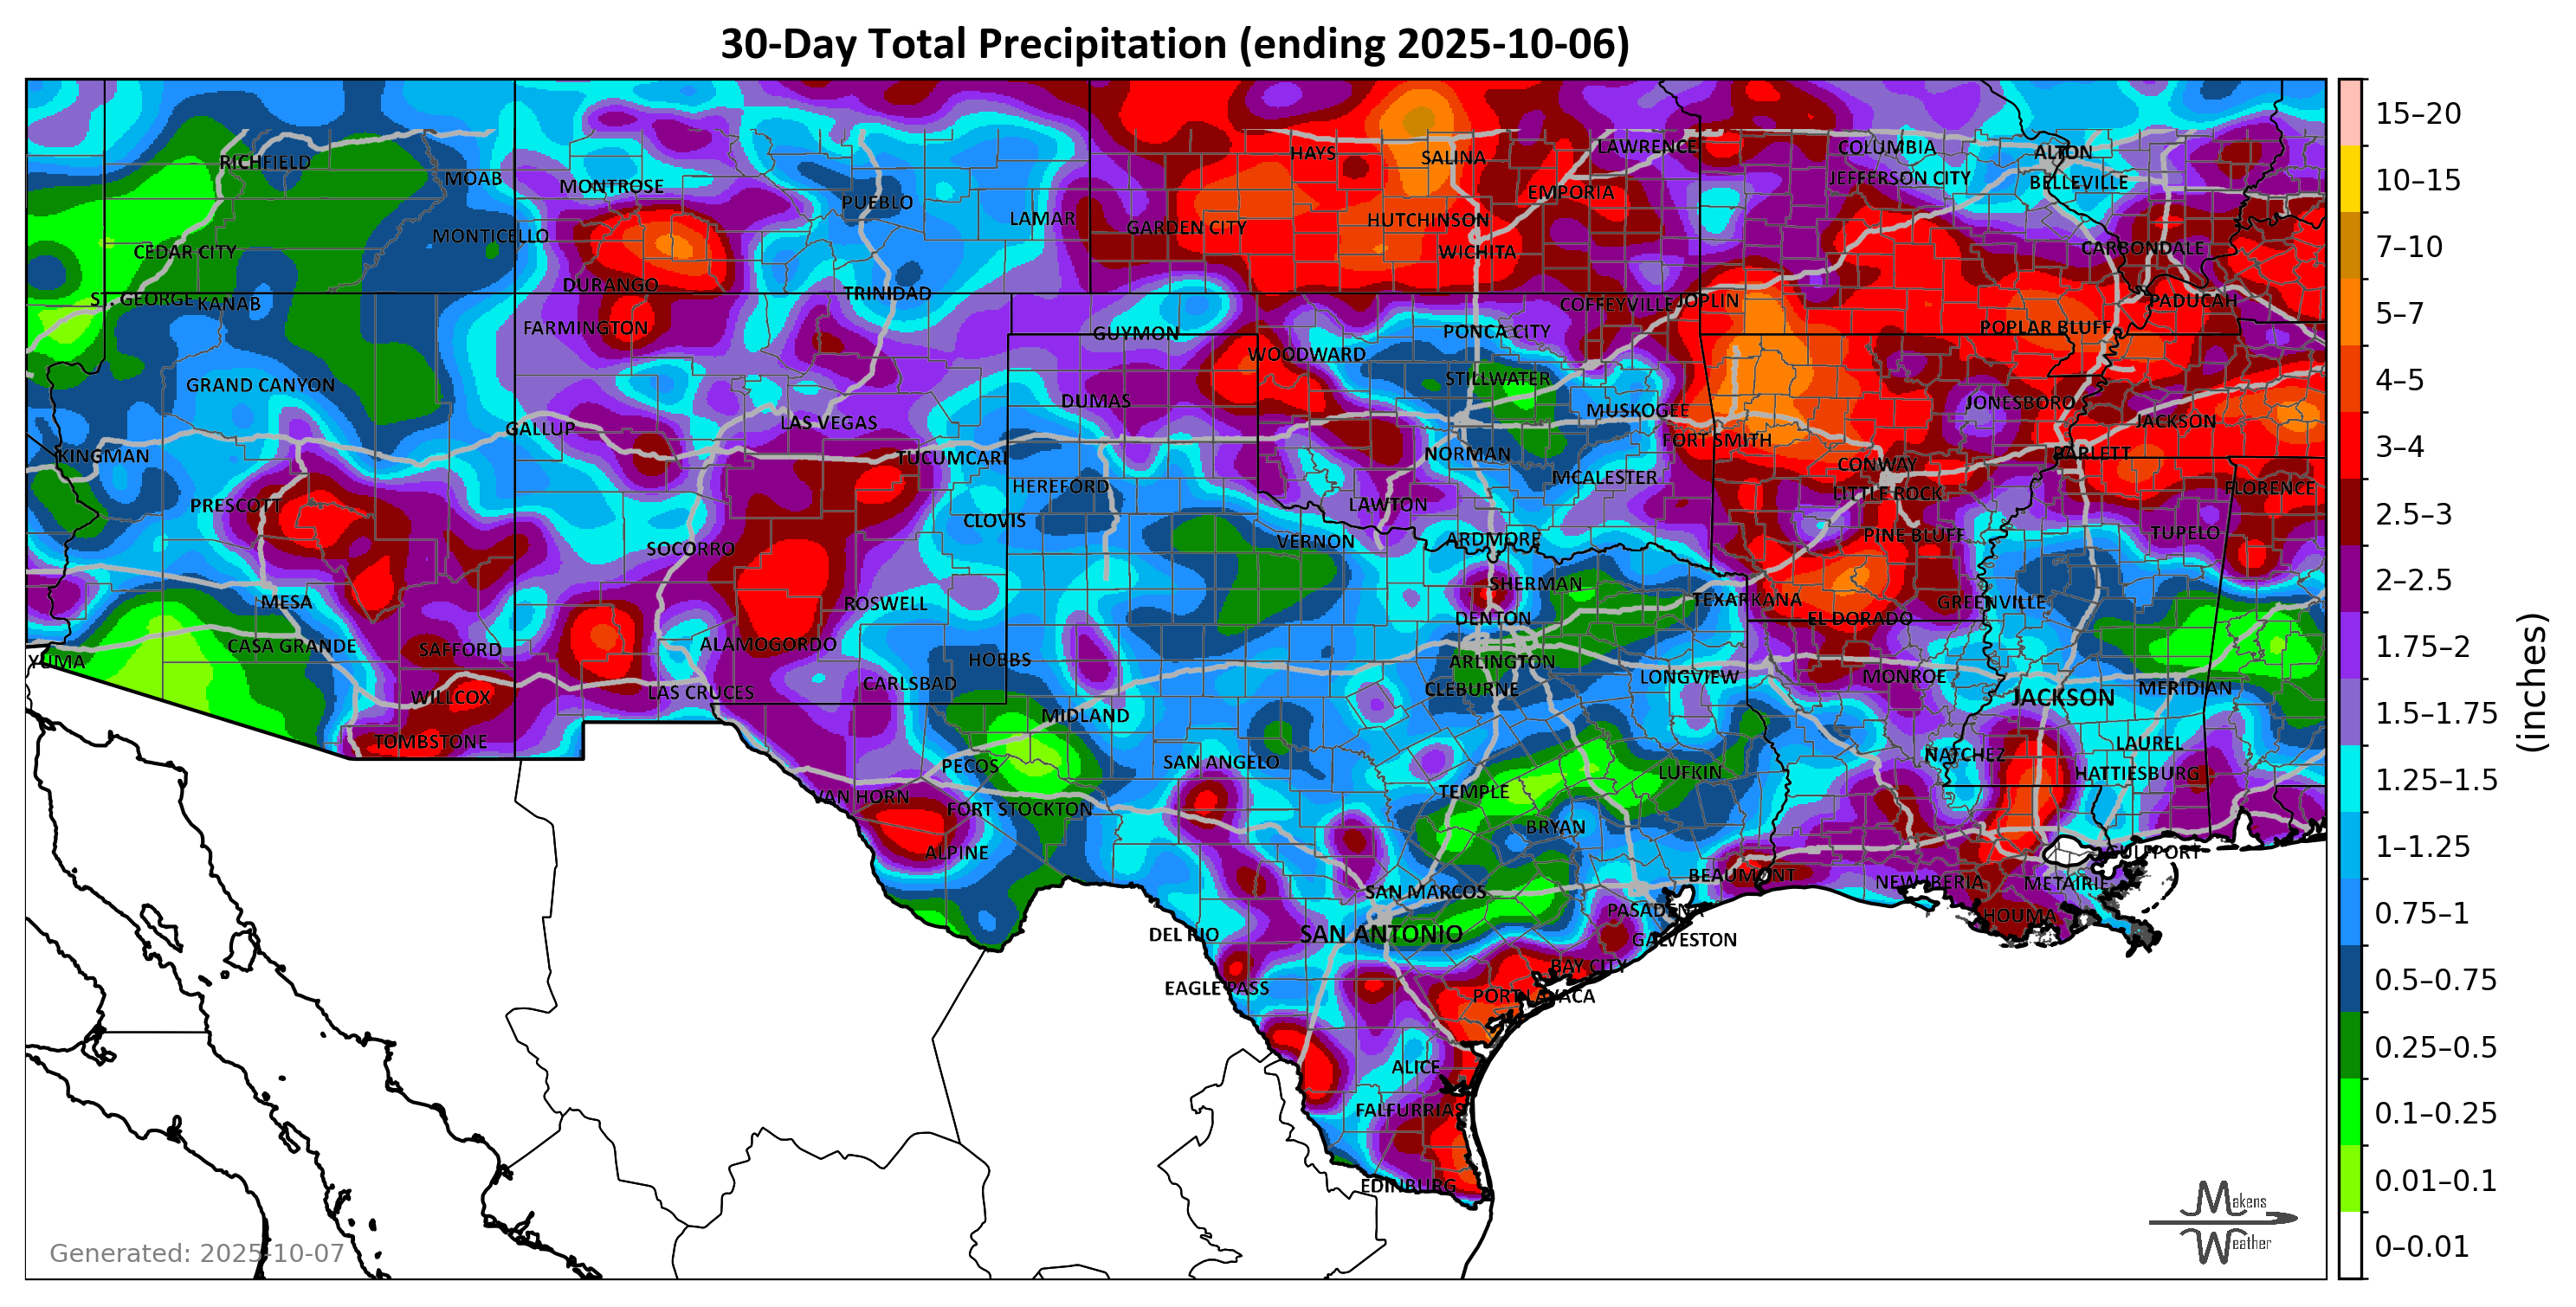 30-Day Total Precipitation (ending 2025-10-06)
RICHFIELD
MOAB
MONTROSE
PUEBLO
LAMAR
HAYS
SALINA
LAWRENCE
COLUMBIA
ALTON
JEFFERSON CITY
BELLEVILLE
EMPORIA
HUTCHINSON
GARDEN CITY
WICHITA
MONTICELLO
CEDAR CITY
CARBONDALE
DURANGO
TRINIDAD
ST. GEORGE
KANAB
COFFEYVILLE
JOPLIN
PADUCAH
FARMINGTON
GUYMON
PONCA CITY
POPLAR BLUFF
WOODWARD
GRAND CANYON
STILLWATER
DUMAS
MUSKOGEE
JONESBORO
GALLUP
LAS VEGAS
JACKSON
FORT SMITH
KINGMAN
TUCUMCARI
NORMAN
BARLETT
CONWAY
HEREFORD
MCALESTER
LITTLE ROCK
FLORENCE
PRESCOTT
LAWTON
CLOVIS
PINE BLUFF
TUPELO
SOCORRO
VERNON
ARDMORE
SHERMAN
MESA
ROSWELL
TEXARKANA
GREENVILLE
DENTON
EL DORADO
CASA GRANDE
SAFFORD
ALAMOGORDO
YUMA
HOBBS
ARLINGTON
CARLSBAD
LONGVIEW
MONROE
WILLCOX
LAS CRUCES
CLEBURNE
JACKSON
MERIDIAN
MIDLAND
TOMBSTONE
LAUREL
NATCHEZ
PECOS
SAN ANGELO
LUFKIN
HATTIESBURG
VAN HORN
FORT STOCKTON
TEMPLE
BRYAN
ALPINE
GULFPORT
BEAUMONT
SAN MARCOS
NEW IBERIA
METAIRIE
PASADENA
HOUMA
DEL RIO
SAN ANTONIO
GALVESTON
BAY CITY
EAGLE PASS
PORT LAVACA
ALICE
FALFURRIAS
EDINBURG
15–20
10–15
7–10
5–7
4–5
3–4
2.5–3
2–2.5
1.75–2
1.5–1.75
1.25–1.5
1–1.25
0.75–1
0.5–0.75
0.25–0.5
0.1–0.25
0.01–0.1
0–0.01
(inches)
Generated: 2025-10-07
Makens
Weather